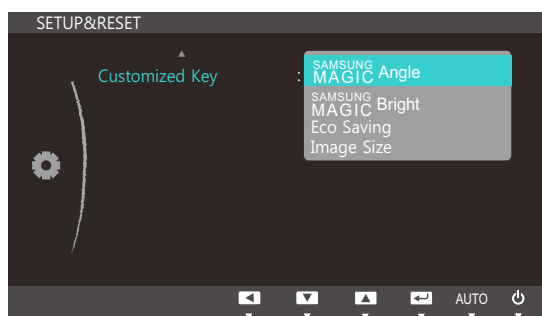 SETUP&RESET
Customized Key : SAMSUNG MAGIC Angle
SAMSUNG MAGIC Bright
Eco Saving
Image Size
AUTO